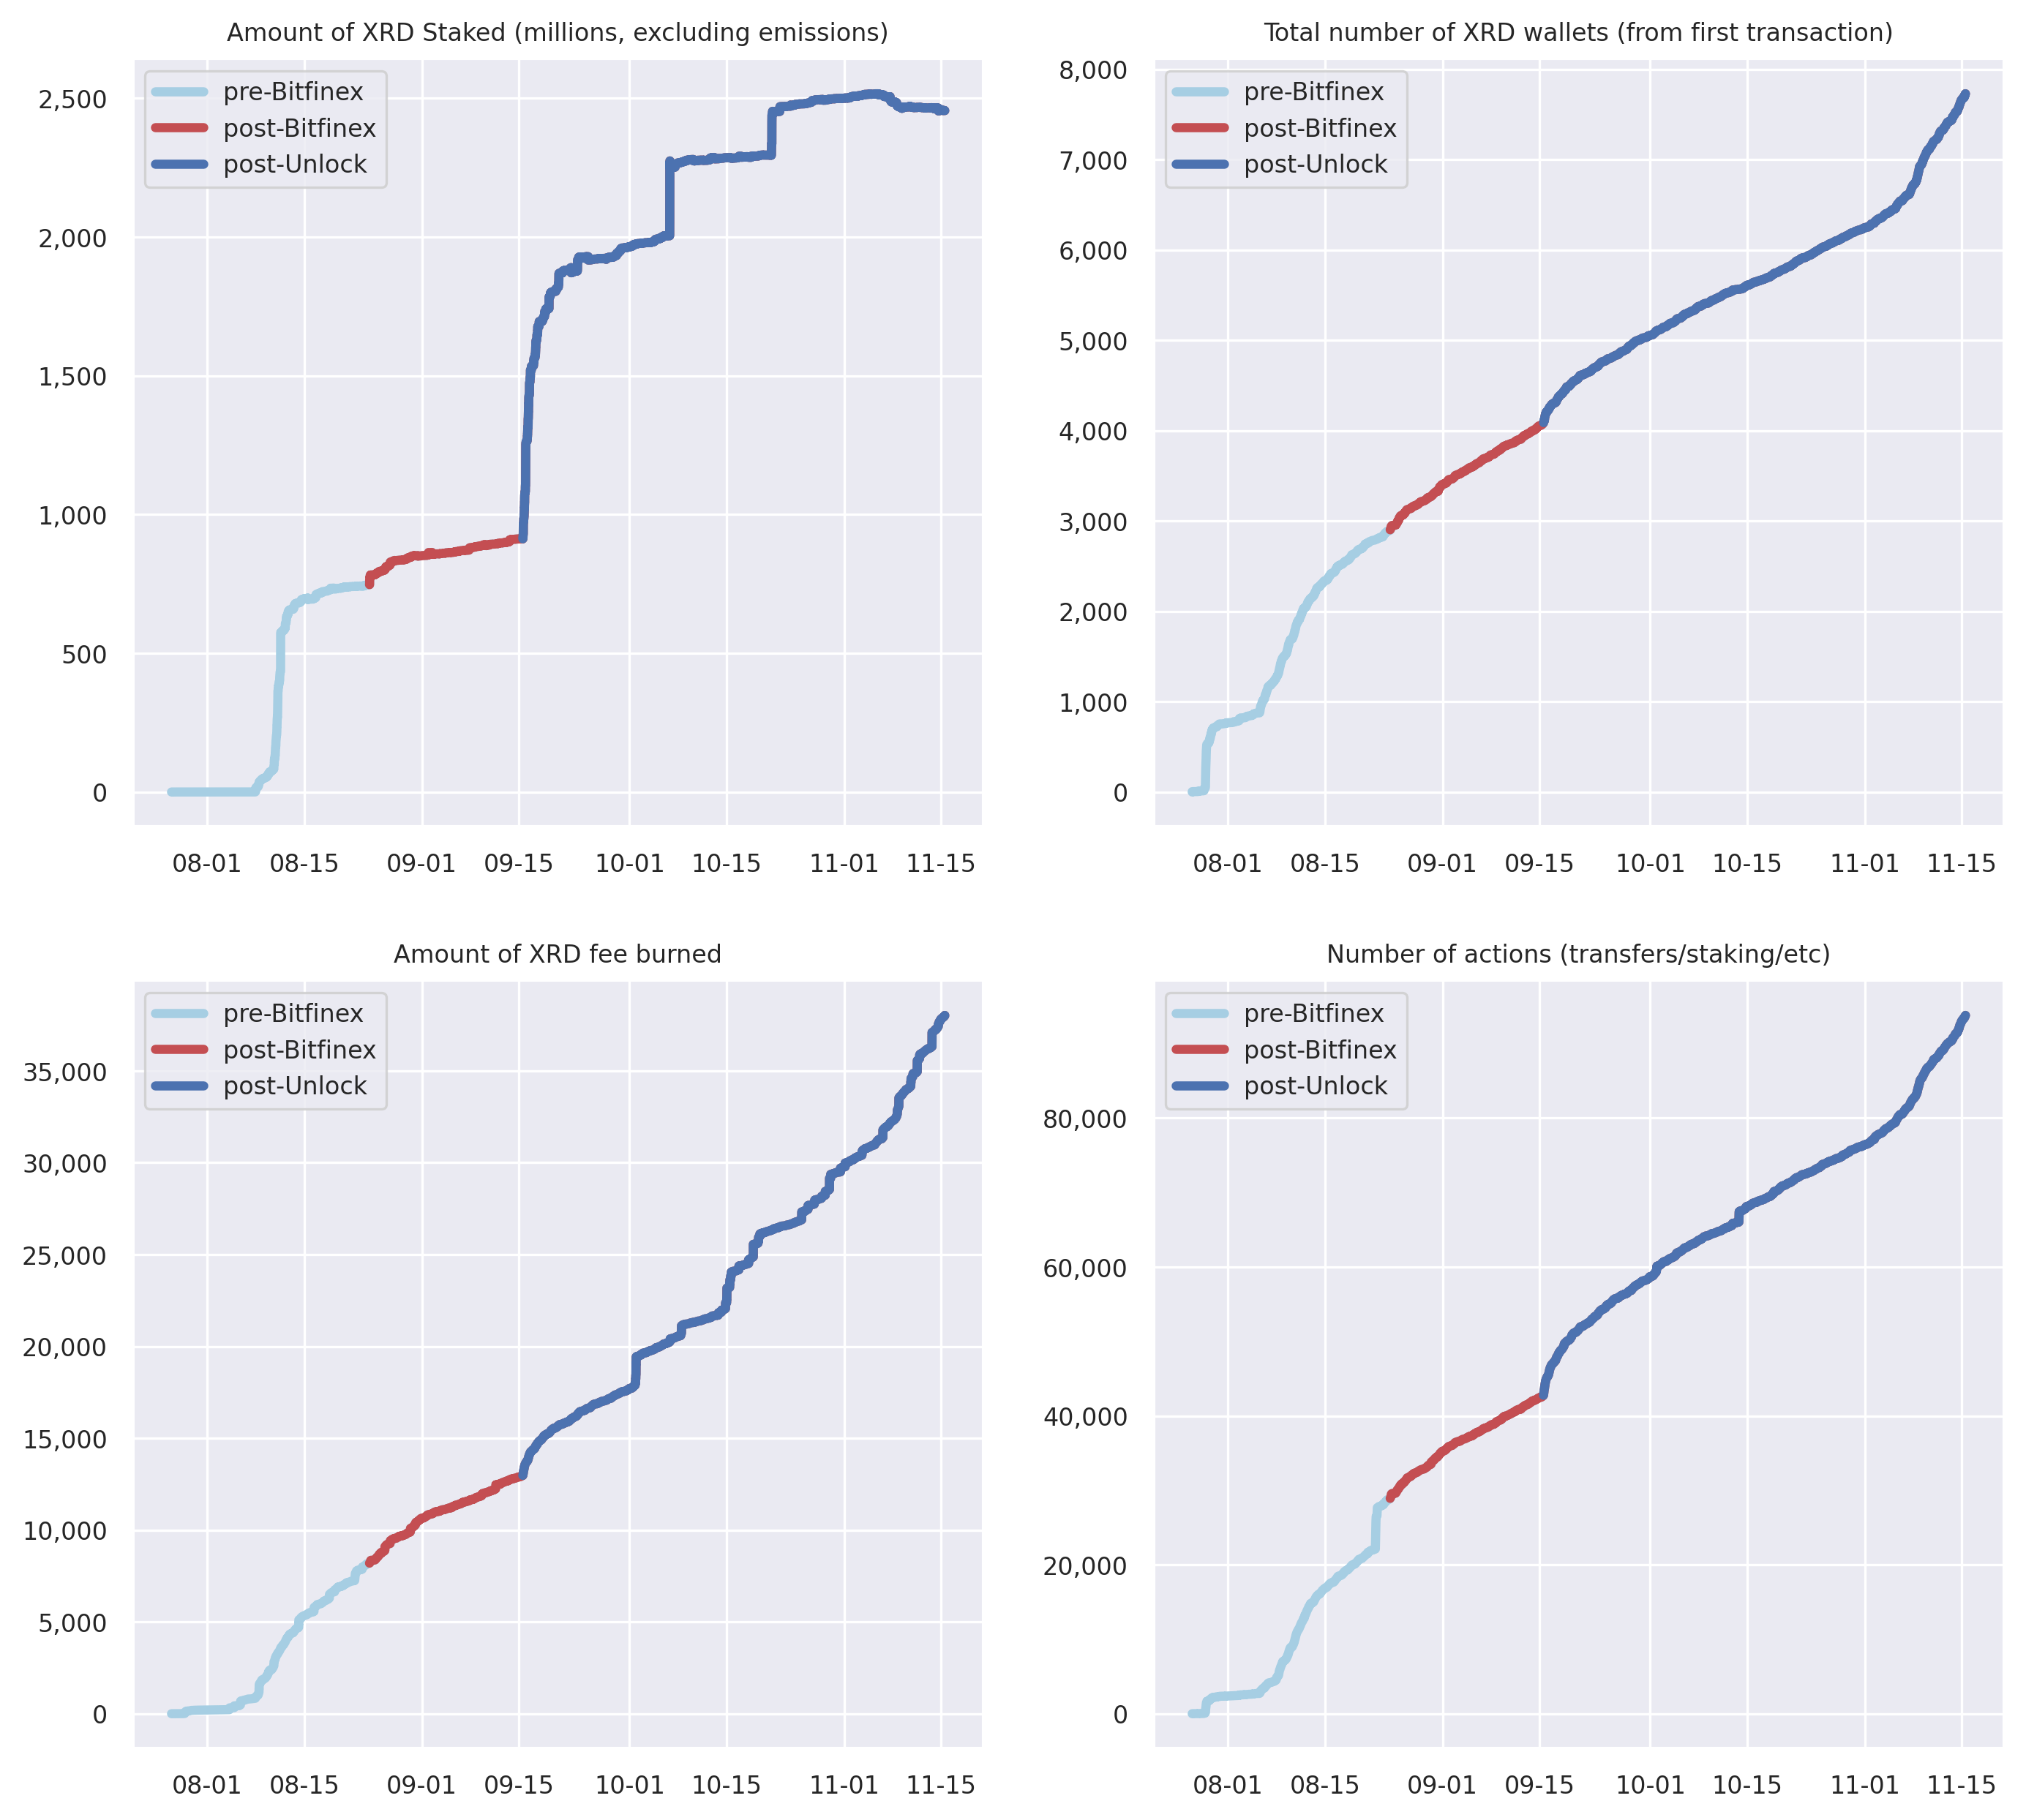 Amount of XRD Staked (millions, excluding emissions)
pre-Bitfinex
post-Bitfinex
post-Unlock
2,500
2,000
1,500
1,000
500
0
08-01 08-15 09-01 09-15 10-01 10-15 11-01 11-15
Total number of XRD wallets (from first transaction)
pre-Bitfinex
post-Bitfinex
post-Unlock
8,000
7,000
6,000
5,000
4,000
3,000
2,000
1,000
0
08-01 08-15 09-01 09-15 10-01 10-15 11-01 11-15
Amount of XRD fee burned
pre-Bitfinex
post-Bitfinex
post-Unlock
35,000
30,000
25,000
20,000
15,000
10,000
5,000
0
08-01 08-15 09-01 09-15 10-01 10-15 11-01 11-15
Number of actions (transfers/staking/etc)
pre-Bitfinex
post-Bitfinex
post-Unlock
80,000
60,000
40,000
20,000
0
08-01 08-15 09-01 09-15 10-01 10-15 11-01 11-15